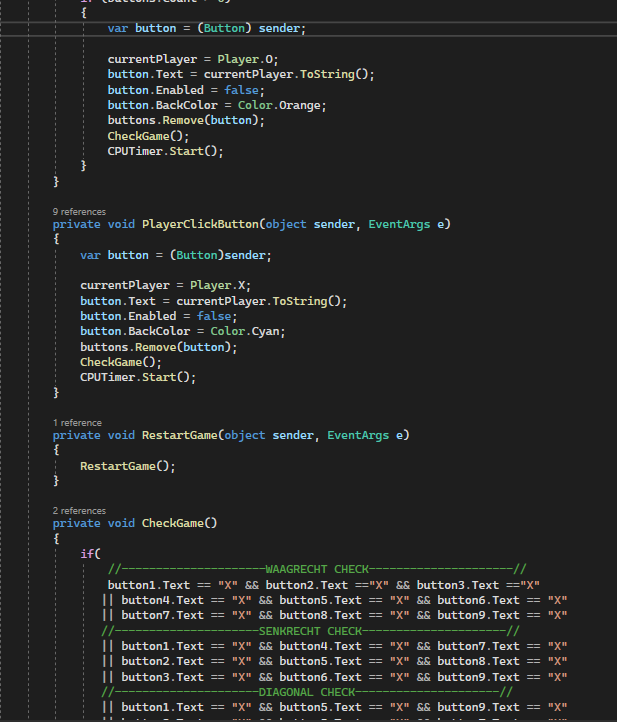 {
var button = (Button) sender;
currentPlayer = Player.O;
button.Text = currentPlayer.ToString();
button.Enabled = false;
button.BackColor = Color.Orange;
buttons.Remove(button);
CheckGame();
CPUTimer.Start();
}
}
9 references
private void PlayerClickButton(object sender, EventArgs e)
{
var button = (Button)sender;
currentPlayer = Player.X;
button.Text = currentPlayer.ToString();
button.Enabled = false;
button.BackColor = Color.Cyan;
buttons.Remove(button);
CheckGame();
CPUTimer.Start();
}
1 reference
private void RestartGame(object sender, EventArgs e)
{
RestartGame();
}
2 references
private void CheckGame()
{
if(
//---------------------WAAGRECHT CHECK---------------------//
button1.Text == "X" && button2.Text =="X" && button3.Text =="X"
|| button4.Text == "X" && button5.Text == "X" && button6.Text == "X"
|| button7.Text == "X" && button8.Text == "X" && button9.Text == "X"
//---------------------SENKRECHT CHECK---------------------//
|| button1.Text == "X" && button4.Text == "X" && button7.Text == "X"
|| button2.Text == "X" && button5.Text == "X" && button8.Text == "X"
|| button3.Text == "X" && button6.Text == "X" && button9.Text == "X"
//---------------------DIAGONAL CHECK---------------------//
|| button1.Text == "X" && button5.Text == "X" && button9.Text == "X"